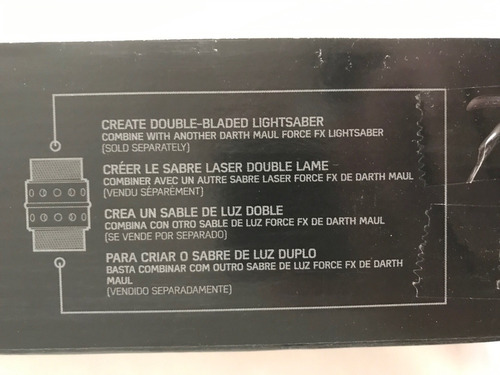 CREATE DOUBLE-BLADED LIGHTSABER
COMBINE WITH ANOTHER DARTH MAUL FORCE FX LIGHTSABER
(SOLD SEPARATELY)
CRÉER LE SABRE LASER DOUBLE LAME
COMBINER AVEC UN AUTRE SABRE LASER FORCE FX DE DARTH MAUL
(VENDU SÉPARÉMENT)
CREA UN SABLE DE LUZ DOBLE
COMBINA CON OTRO SABLE DE LUZ FORCE FX DE DARTH MAUL
(SE VENDE POR SEPARADO)
PARA CRIAR O SABRE DE LUZ DUPLO
BASTA COMBINAR COM OUTRO SABRE DE LUZ FORCE FX DE DARTH
MAUL
(VENDIDO SEPARADAMENTE)